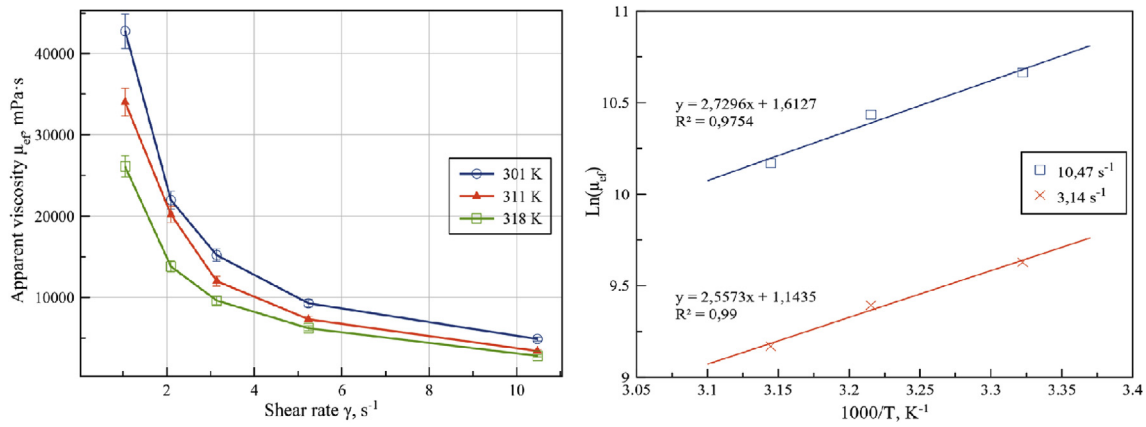 Apparent viscosity μef, mPa·s
40000
30000
20000
10000
2
4
6
8
10
Shear rate γ, s-1
301 K
311 K
318 K
Ln(μef)
11
10.5
10
9.5
9
3.05
3.1
3.15
3.2
3.25
3.3
3.35
3.4
1000/T, K-1
y = 2,7296x + 1,6127
R² = 0,9754
10,47 s-1
3,14 s-1
y = 2,5573x + 1,1435
R² = 0,99